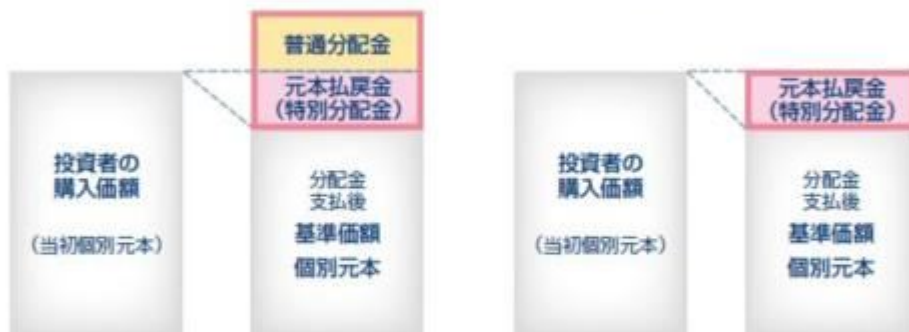 普通分配金
元本払戻金
(特別分配金)
投資者の
購入価額
(当初個別元本)
分配金
支払後
基準価額
個別元本
元本払戻金
(特別分配金)
投資者の
購入価額
(当初個別元本)
分配金
支払後
基準価額
個別元本